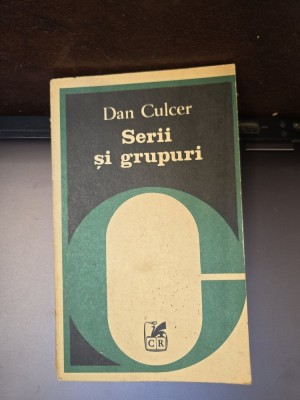 Dan Culcer
Serii
și grupuri
CR